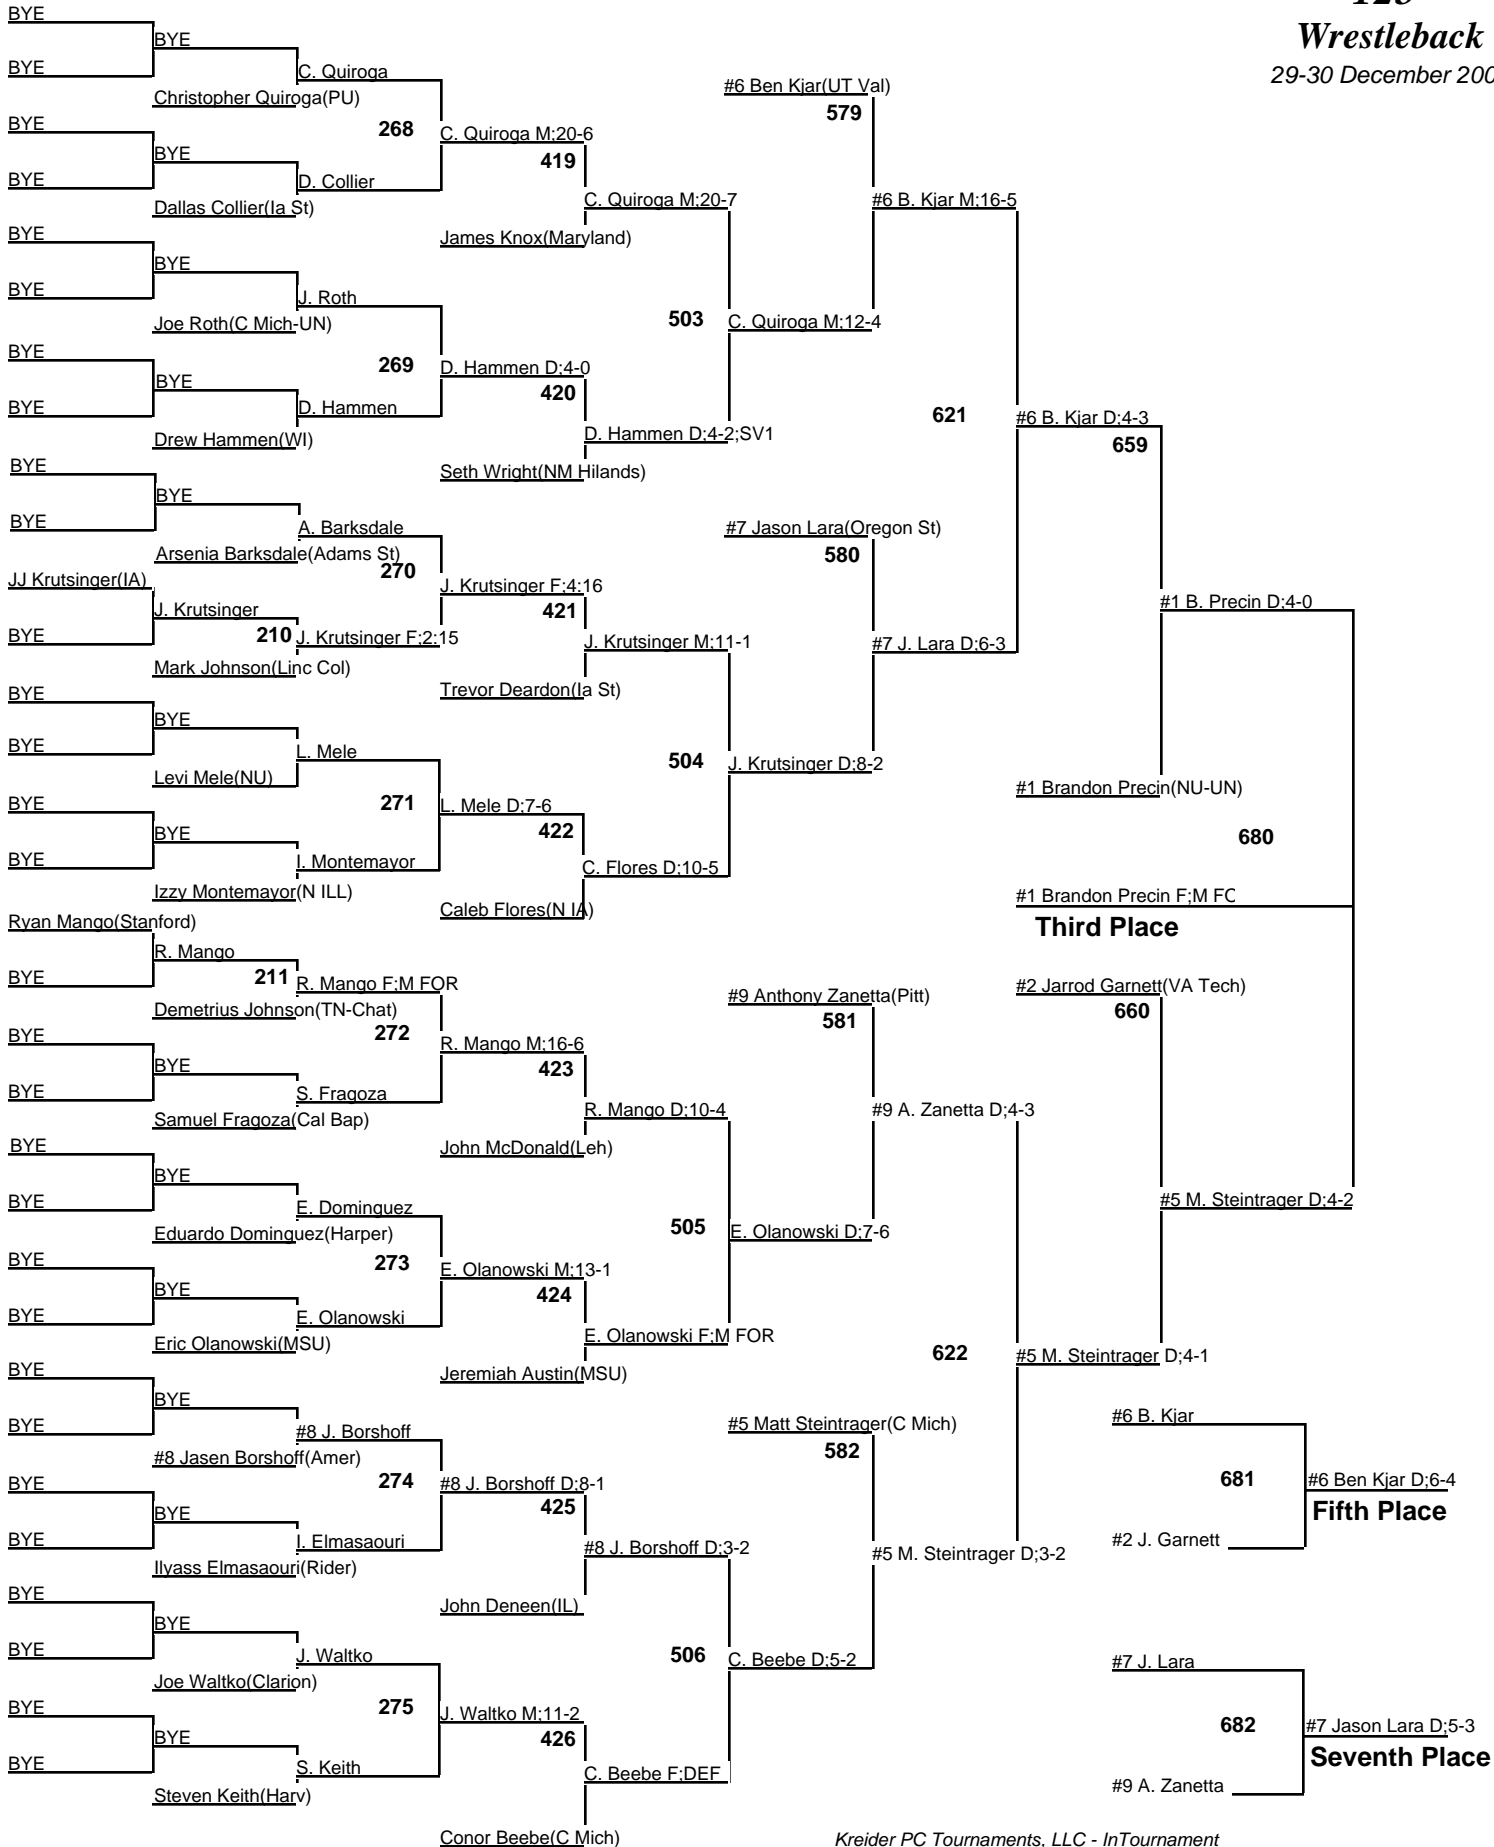 Wrestleback
29-30 December 200
BYE
BYE
BYE
C. Quiroga
Christopher Quiroga(PU)
268
BYE
BYE
BYE
D. Collier
Dallas Collier(Ia St)
C. Quiroga M;20-6
419
James Knox(Maryland)
C. Quiroga M;20-7
BYE
BYE
BYE
J. Roth
Joe Roth(C Mich-UN)
269
BYE
BYE
BYE
D. Hammen
Drew Hammen(WI)
D. Hammen D;4-0
420
Seth Wright(NM Hilands)
D. Hammen D;4-2;SV1
503
C. Quiroga M;12-4
#6 Ben Kjar(UT Val)
579
#6 B. Kjar M;16-5
BYE
BYE
BYE
A. Barksdale
Arsenia Barksdale(Adams St)
270
JJ Krutsinger(IA)
BYE
J. Krutsinger
210
J. Krutsinger F;2:15
Mark Johnson(Linc Col)
J. Krutsinger F;4:16
421
Trevor Deardon(Ia St)
J. Krutsinger M;11-1
BYE
BYE
BYE
L. Mele
Levi Mele(NU)
271
BYE
BYE
BYE
I. Montemayor
Izzy Montemayor(N ILL)
L. Mele D;7-6
422
Caleb Flores(N IA)
C. Flores D;10-5
504
J. Krutsinger D;8-2
#7 Jason Lara(Oregon St)
580
#7 J. Lara D;6-3
621
#6 B. Kjar D;4-3
659
#1 Brandon Precin(NU-UN)
#1 B. Precin D;4-0
680
#1 Brandon Precin F;M FC
Third Place
Ryan Mango(Stanford)
BYE
R. Mango
211
R. Mango F;M FOR
Demetrius Johnson(TN-Chat)
272
BYE
BYE
BYE
S. Fragoza
Samuel Fragoza(Cal Bap)
R. Mango M;16-6
423
John McDonald(Leh)
R. Mango D;10-4
BYE
BYE
BYE
E. Dominguez
Eduardo Dominguez(Harper)
273
BYE
BYE
BYE
E. Olanowski
Eric Olanowski(MSU)
E. Olanowski M;13-1
424
Jeremiah Austin(MSU)
E. Olanowski F;M FOR
505
E. Olanowski D;7-6
#9 Anthony Zanetta(Pitt)
581
#9 A. Zanetta D;4-3
BYE
BYE
BYE
#8 J. Borshoff
#8 Jasen Borshoff(Amer)
274
BYE
BYE
BYE
I. Elmasaouri
Ilyass Elmasaouri(Rider)
#8 J. Borshoff D;8-1
425
John Deneen(IL)
#8 J. Borshoff D;3-2
BYE
BYE
BYE
J. Waltko
Joe Waltko(Clarion)
275
BYE
BYE
BYE
S. Keith
Steven Keith(Harv)
J. Waltko M;11-2
426
Conor Beebe(C Mich)
C. Beebe F;DEF
506
C. Beebe D;5-2
#5 Matt Steintrager(C Mich)
582
#5 M. Steintrager D;3-2
622
#5 M. Steintrager D;4-1
#2 Jarrod Garnett(VA Tech)
660
#5 M. Steintrager D;4-2
#6 B. Kjar
681
#2 J. Garnett
#6 Ben Kjar D;6-4
Fifth Place
#7 J. Lara
682
#9 A. Zanetta
#7 Jason Lara D;5-3
Seventh Place
Kreider PC Tournaments, LLC - InTournament